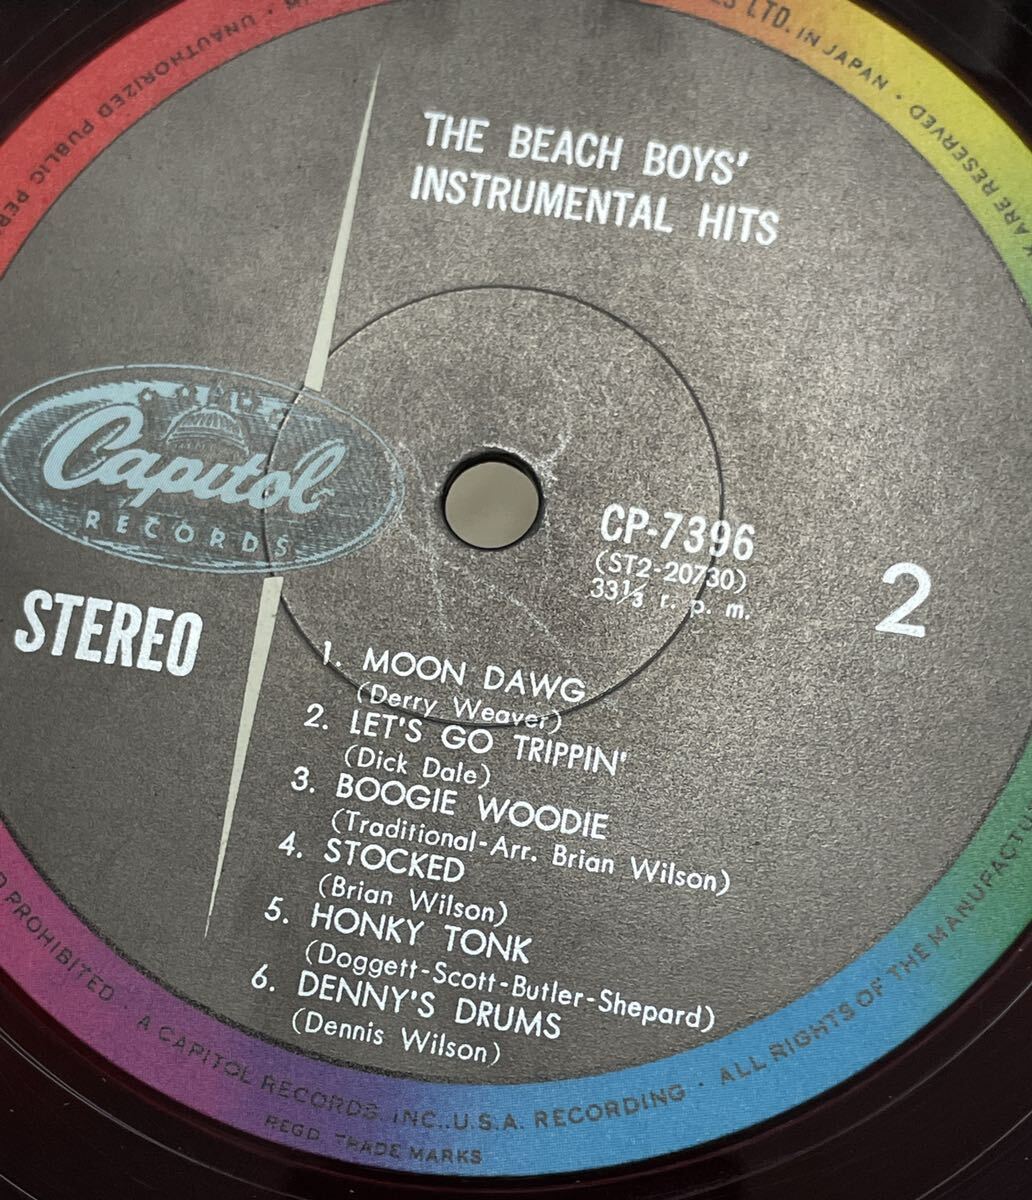 THE BEACH BOYS'
INSTRUMENTAL HITS
Capitol
RECORDS
STEREO
CP-7396
(ST2-20730)
33⅓ r. p. m.
2
1. MOON DAWG
(Derry Weaver)
2. LET'S GO TRIPPIN'
(Dick Dale)
3. BOOGIE WOODIE
(Traditional-Arr. Brian Wilson)
4. STOCKED
(Brian Wilson)
5. HONKY TONK
(Doggett-Scott-Butler-Shepard)
6. DENNY'S DRUMS
(Dennis Wilson)
LTD. IN JAPAN ·
ARE RESERVED ·
UNAUTHORIZED PUBLIC
PROHIBITED · A CAPITOL RECORDS, INC., U.S.A. RECORDING · ALL RIGHTS OF THE
REGD. TRADE MARKS